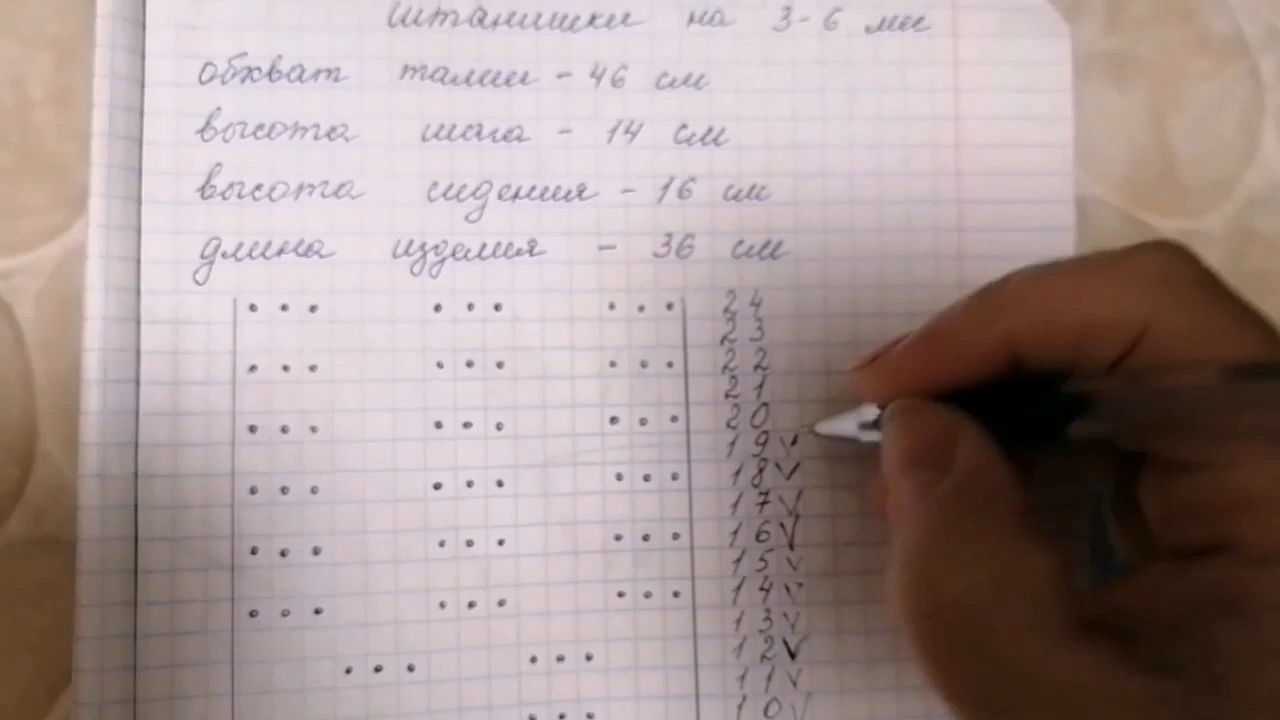 штанишки на 3-6 мес
обхват талии - 46 см
высота шага - 14 см
высота сидения - 16 см
длина изделия - 36 см
24
23
22
21
20
19 V
18 V
17 V
16 V
15 V
14 V
13 V
12 V
11 V
10 V